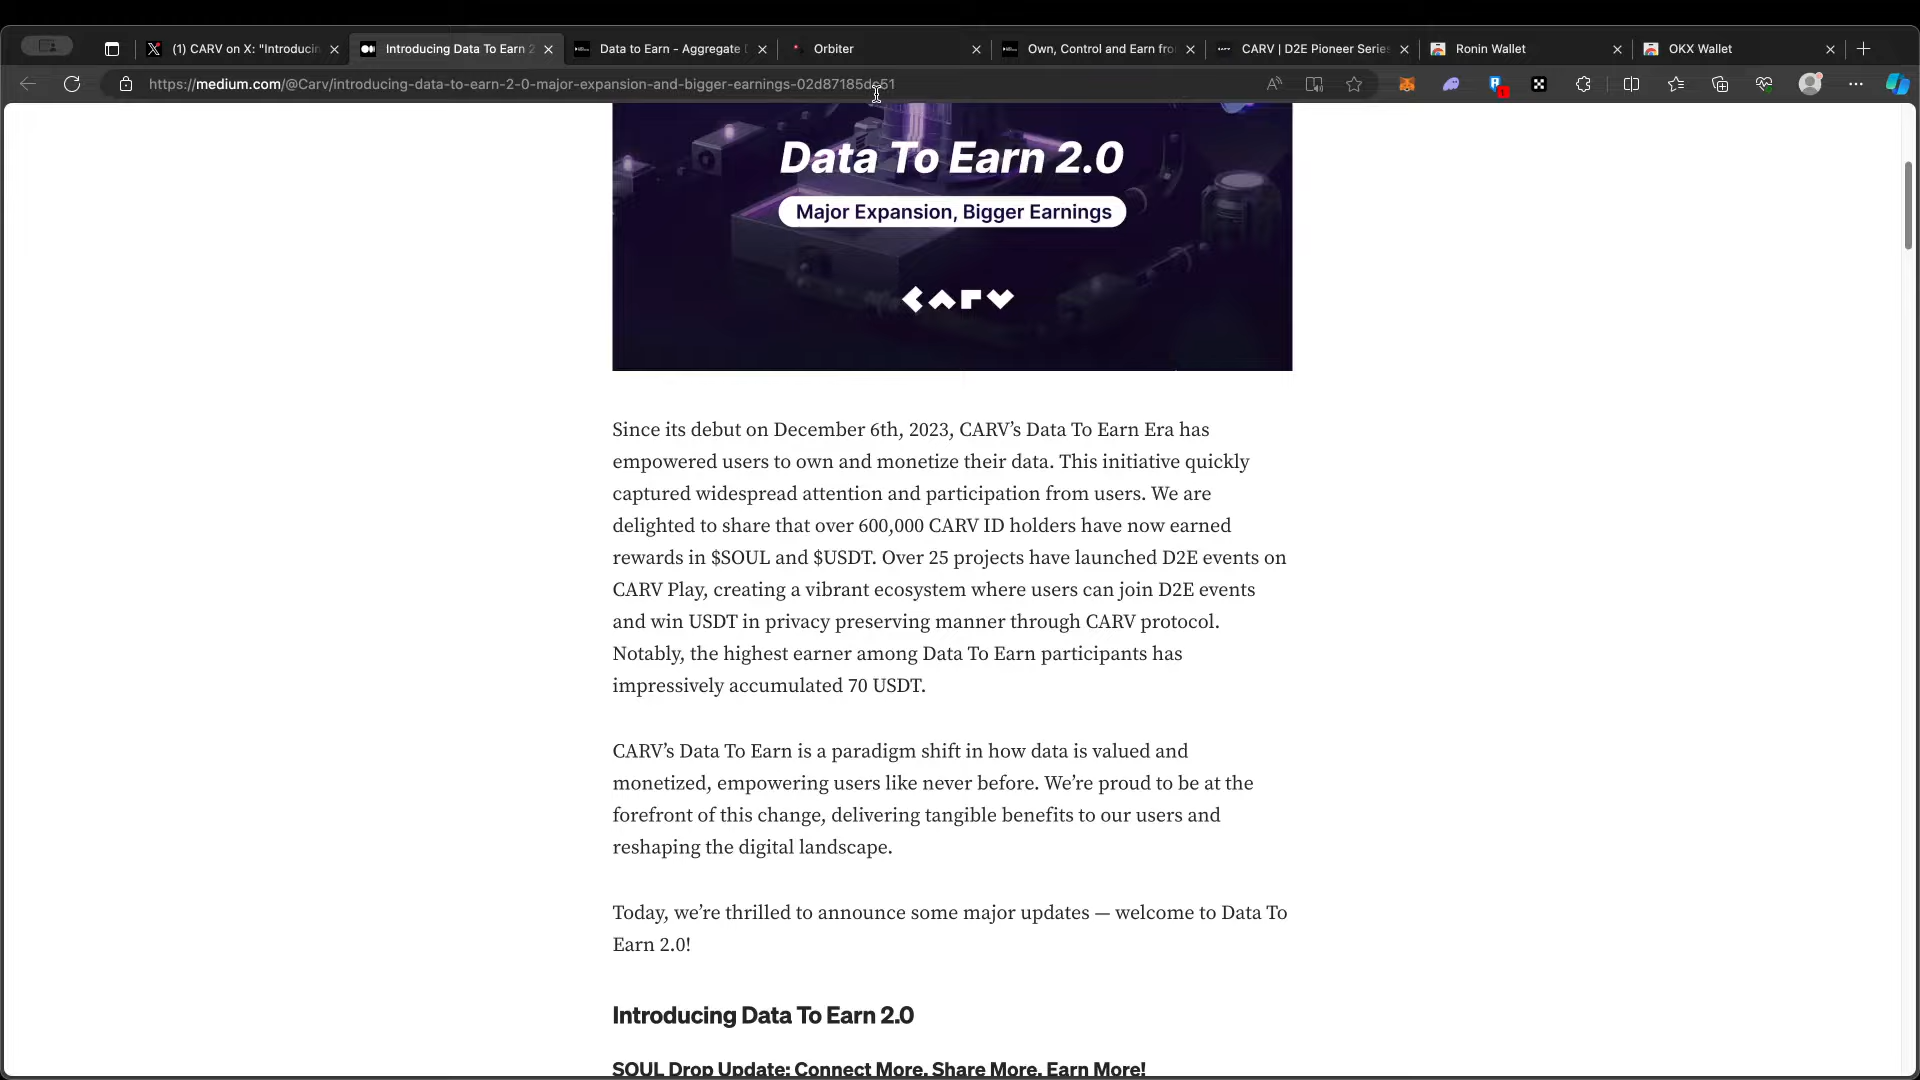 (1) CARV on X: "Introducin
Introducing Data To Earn 2
Data to Earn - Aggregate D
Orbiter
Own, Control and Earn fro
CARV | D2E Pioneer Series
Ronin Wallet
OKX Wallet
https://medium.com/@Carv/introducing-data-to-earn-2-0-major-expansion-and-bigger-earnings-02d87185dc51
1
Data To Earn 2.0
Major Expansion, Bigger Earnings
CARV
Since its debut on December 6th, 2023, CARV’s Data To Earn Era has
empowered users to own and monetize their data. This initiative quickly
captured widespread attention and participation from users. We are
delighted to share that over 600,000 CARV ID holders have now earned
rewards in $SOUL and $USDT. Over 25 projects have launched D2E events on
CARV Play, creating a vibrant ecosystem where users can join D2E events
and win USDT in privacy preserving manner through CARV protocol.
Notably, the highest earner among Data To Earn participants has
impressively accumulated 70 USDT.
CARV’s Data To Earn is a paradigm shift in how data is valued and
monetized, empowering users like never before. We’re proud to be at the
forefront of this change, delivering tangible benefits to our users and
reshaping the digital landscape.
Today, we’re thrilled to announce some major updates — welcome to Data To
Earn 2.0!
Introducing Data To Earn 2.0
SOUL Drop Update: Connect More, Share More, Earn More!